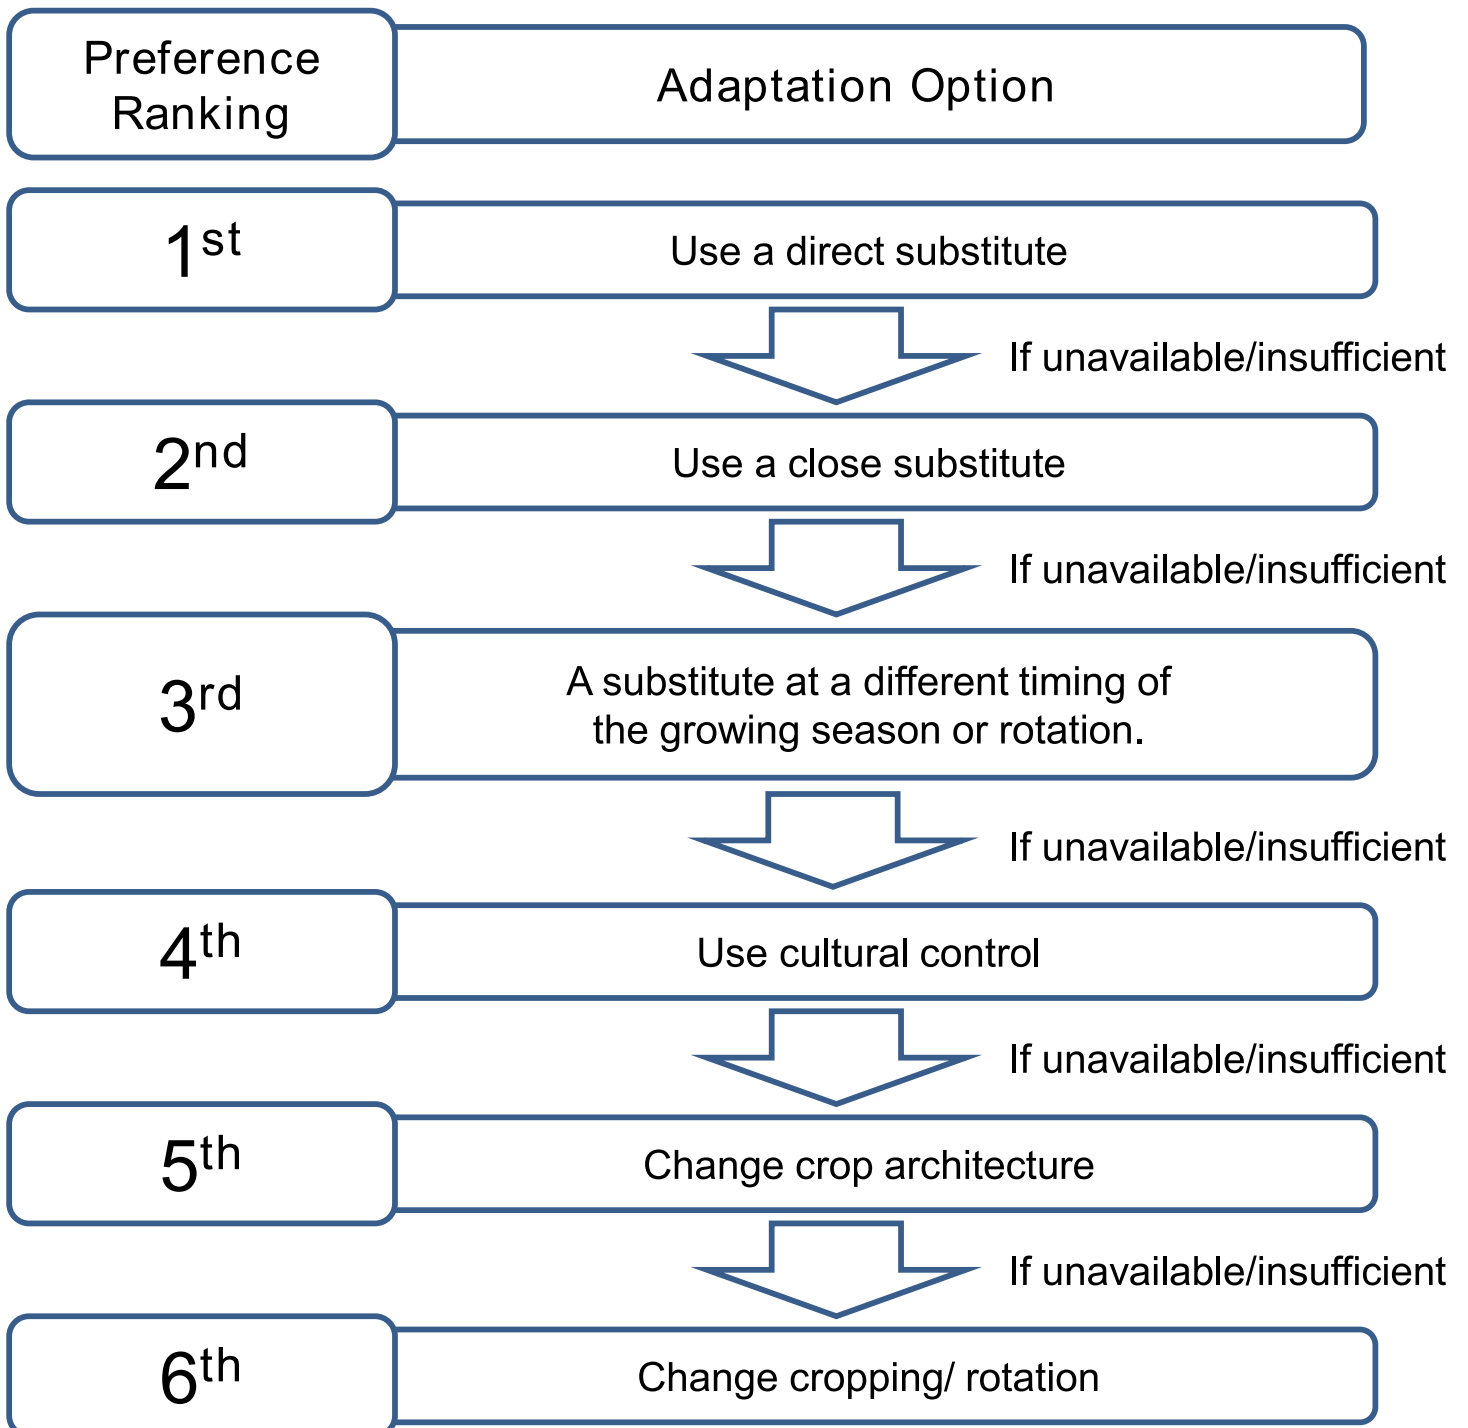 Preference
Ranking
Adaptation Option
1st
Use a direct substitute
If unavailable/insufficient
2nd
Use a close substitute
If unavailable/insufficient
3rd
A substitute at a different timing of
the growing season or rotation.
If unavailable/insufficient
4th
Use cultural control
If unavailable/insufficient
5th
Change crop architecture
If unavailable/insufficient
6th
Change cropping/ rotation